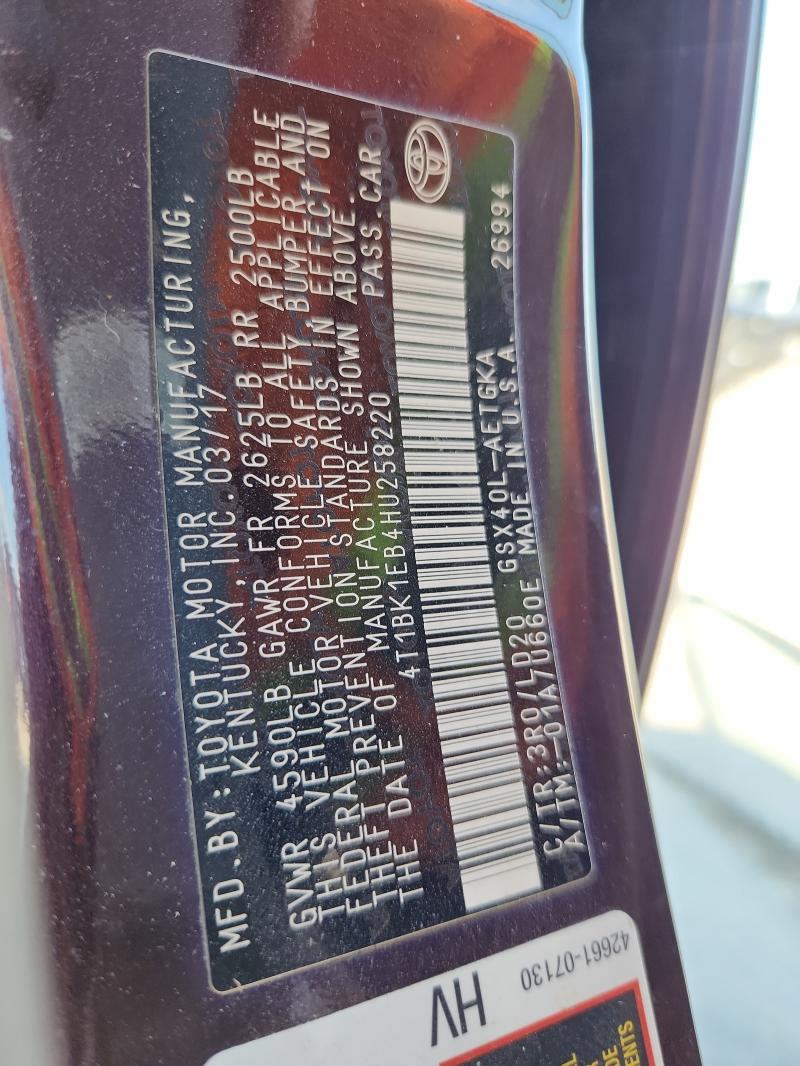 MFD.BY:TOYOTA MOTOR MANUFACTURING,
KENTUCKY,INC.03/17
GVWR 4590LB GAWR FR 2625LB RR 2500LB
THIS VEHICLE CONFORMS TO ALL APPLICABLE
FEDERAL MOTOR VEHICLE SAFETY, BUMPER AND
THEFT PREVENTION STANDARDS IN EFFECT ON
THE DATE OF MANUFACTURE SHOWN ABOVE.
4T1BK1EB4HU258220 PASS.CAR
C/TR:3R0/LD20 GSX40L-AETGKA
A/TM:-01A/U660E MADE IN U.S.A. 26994
42661-07130
HV